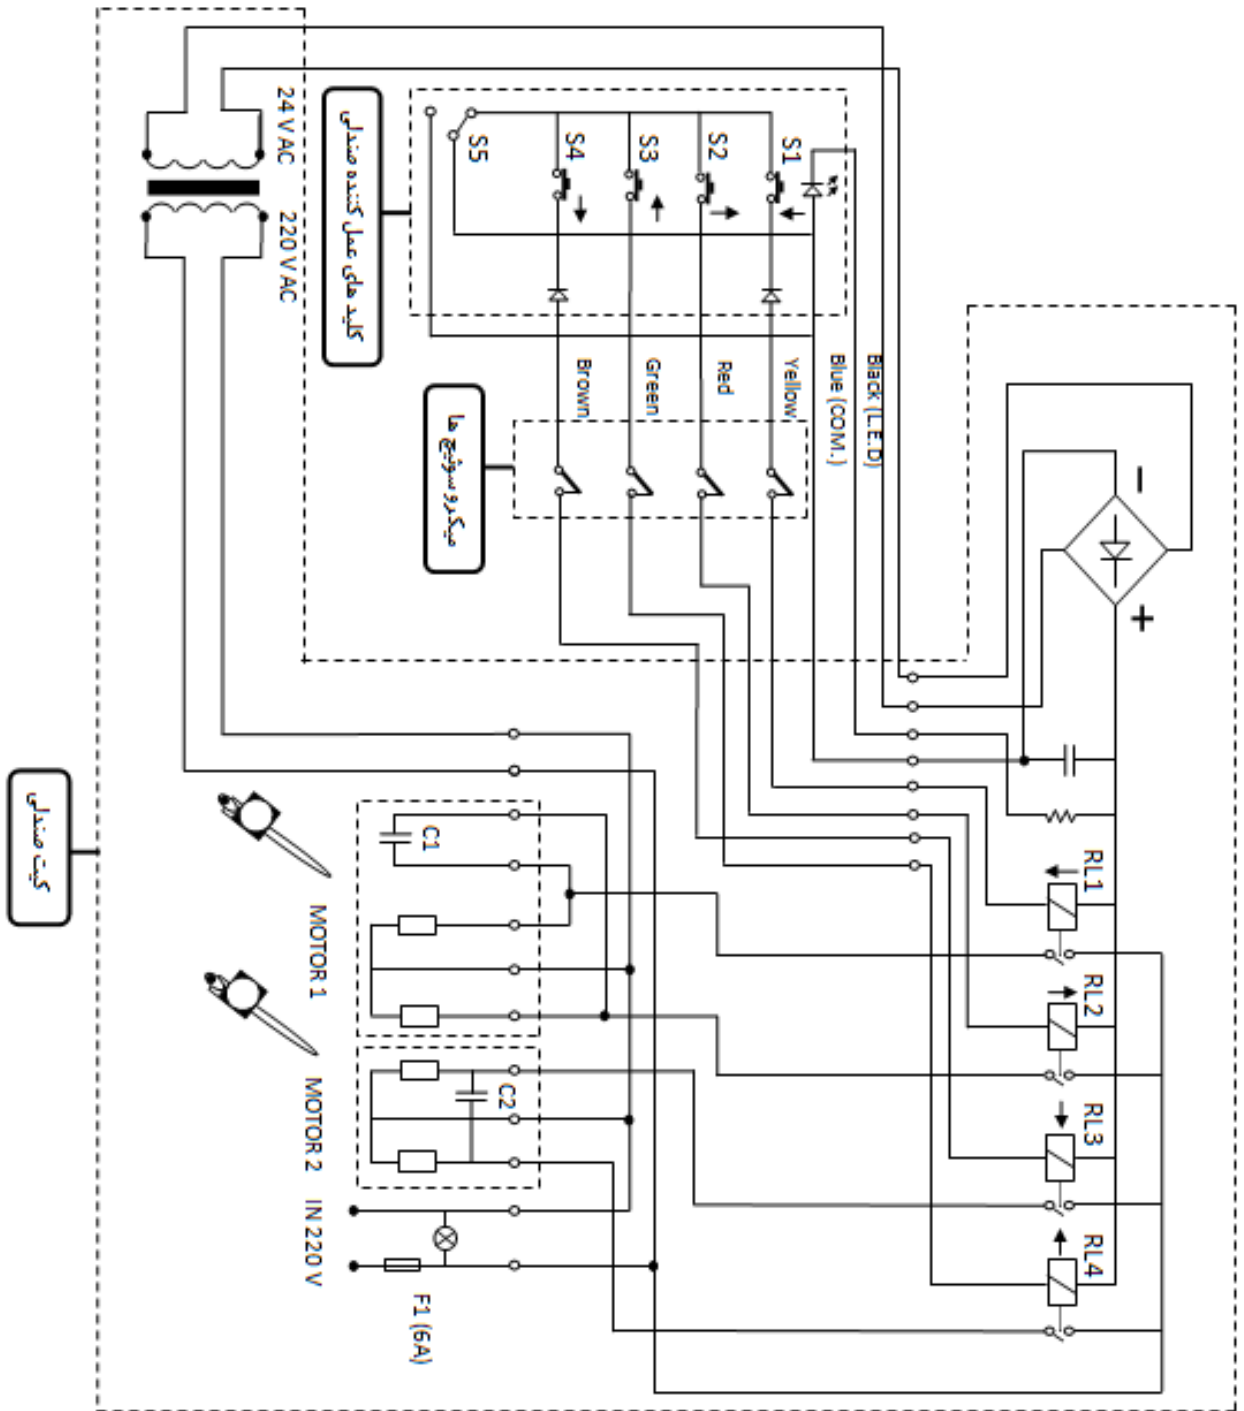 24 V AC
220 V AC
کلید های عمل کننده صندلی
S5
S4
S3
S2
S1
Brown
Green
Red
Yellow
Blue (COM.)
Black (L.E.D)
میکرو سوئیچ ها
−
+
کیت صندلی
C1
MOTOR 1
C2
MOTOR 2
IN 220 V
F1 (6A)
RL1
RL2
RL3
RL4